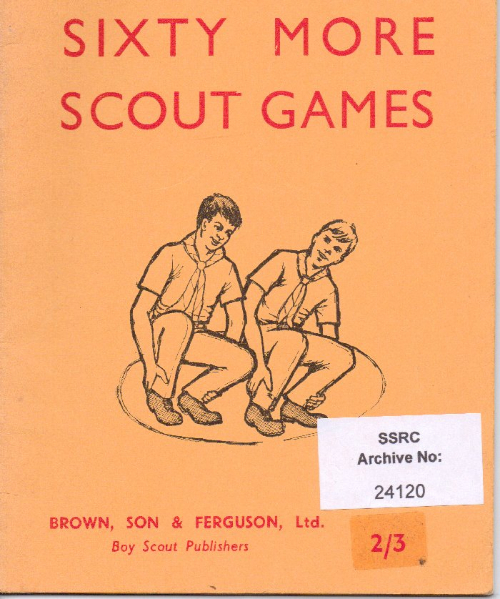 SIXTY MORE
SCOUT GAMES
SSRC
Archive No:
24120
BROWN, SON & FERGUSON, Ltd.
Boy Scout Publishers
2/3